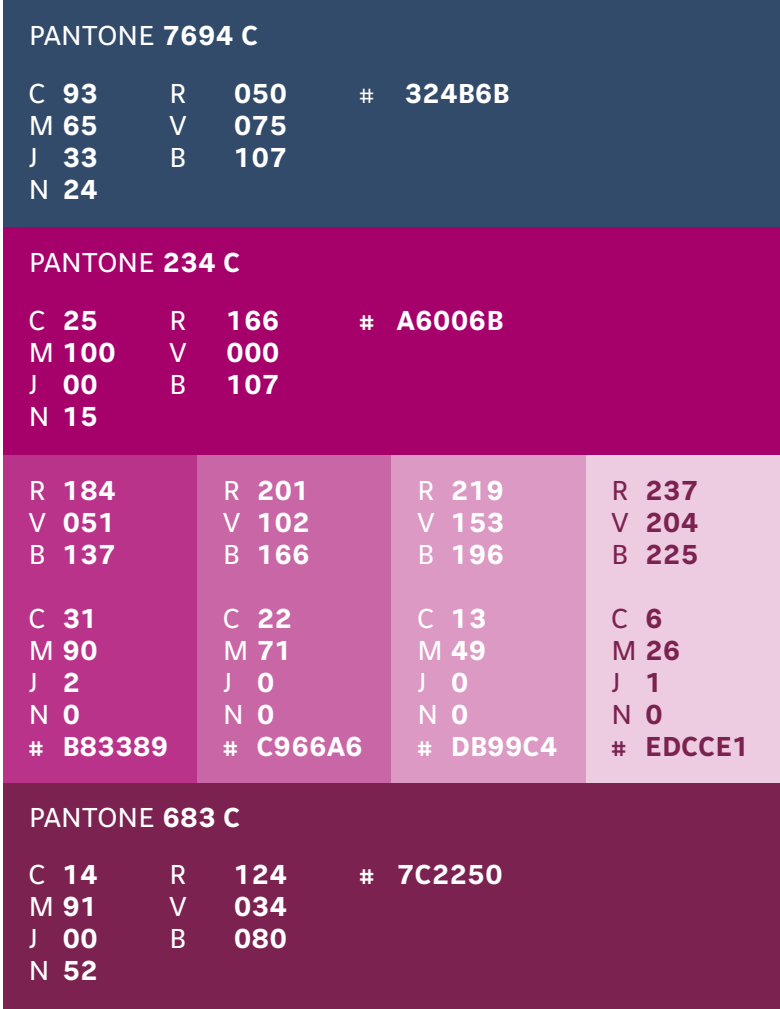 PANTONE 7694 C
C 93 R 050 # 324B6B
M 65 V 075
J 33 B 107
N 24
PANTONE 234 C
C 25 R 166 # A6006B
M 100 V 000
J 00 B 107
N 15
R 184 R 201 R 219 R 237
V 051 V 102 V 153 V 204
B 137 B 166 B 196 B 225
C 31 C 22 C 13 C 6
M 90 M 71 M 49 M 26
J 2 J 0 J 0 J 1
N 0 N 0 N 0 N 0
# B83389 # C966A6 # DB99C4 # EDCCE1
PANTONE 683 C
C 14 R 124 # 7C2250
M 91 V 034
J 00 B 080
N 52